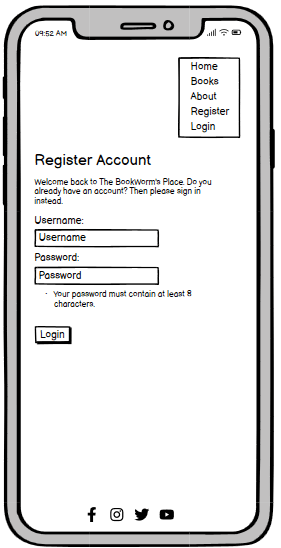 09:52 AM
Home
Books
About
Register
Login
Register Account
Welcome back to The BookWorm's Place. Do you
already have an account? Then please sign in
instead.
Username:
Username
Password:
Password
· Your password must contain at least 8
characters.
Login